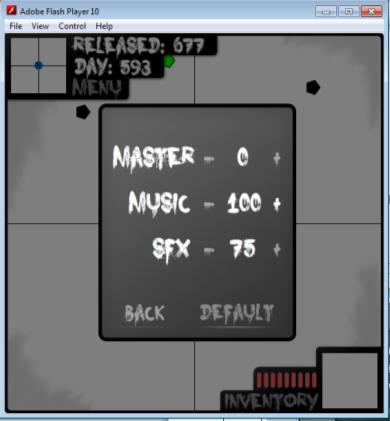 Adobe Flash Player 10
File View Control Help
RELEASED: 677
DAY: 593
MENU
MASTER - 0 +
MUSIC - 100 +
SFX - 75 +
BACK DEFAULT
INVENTORY